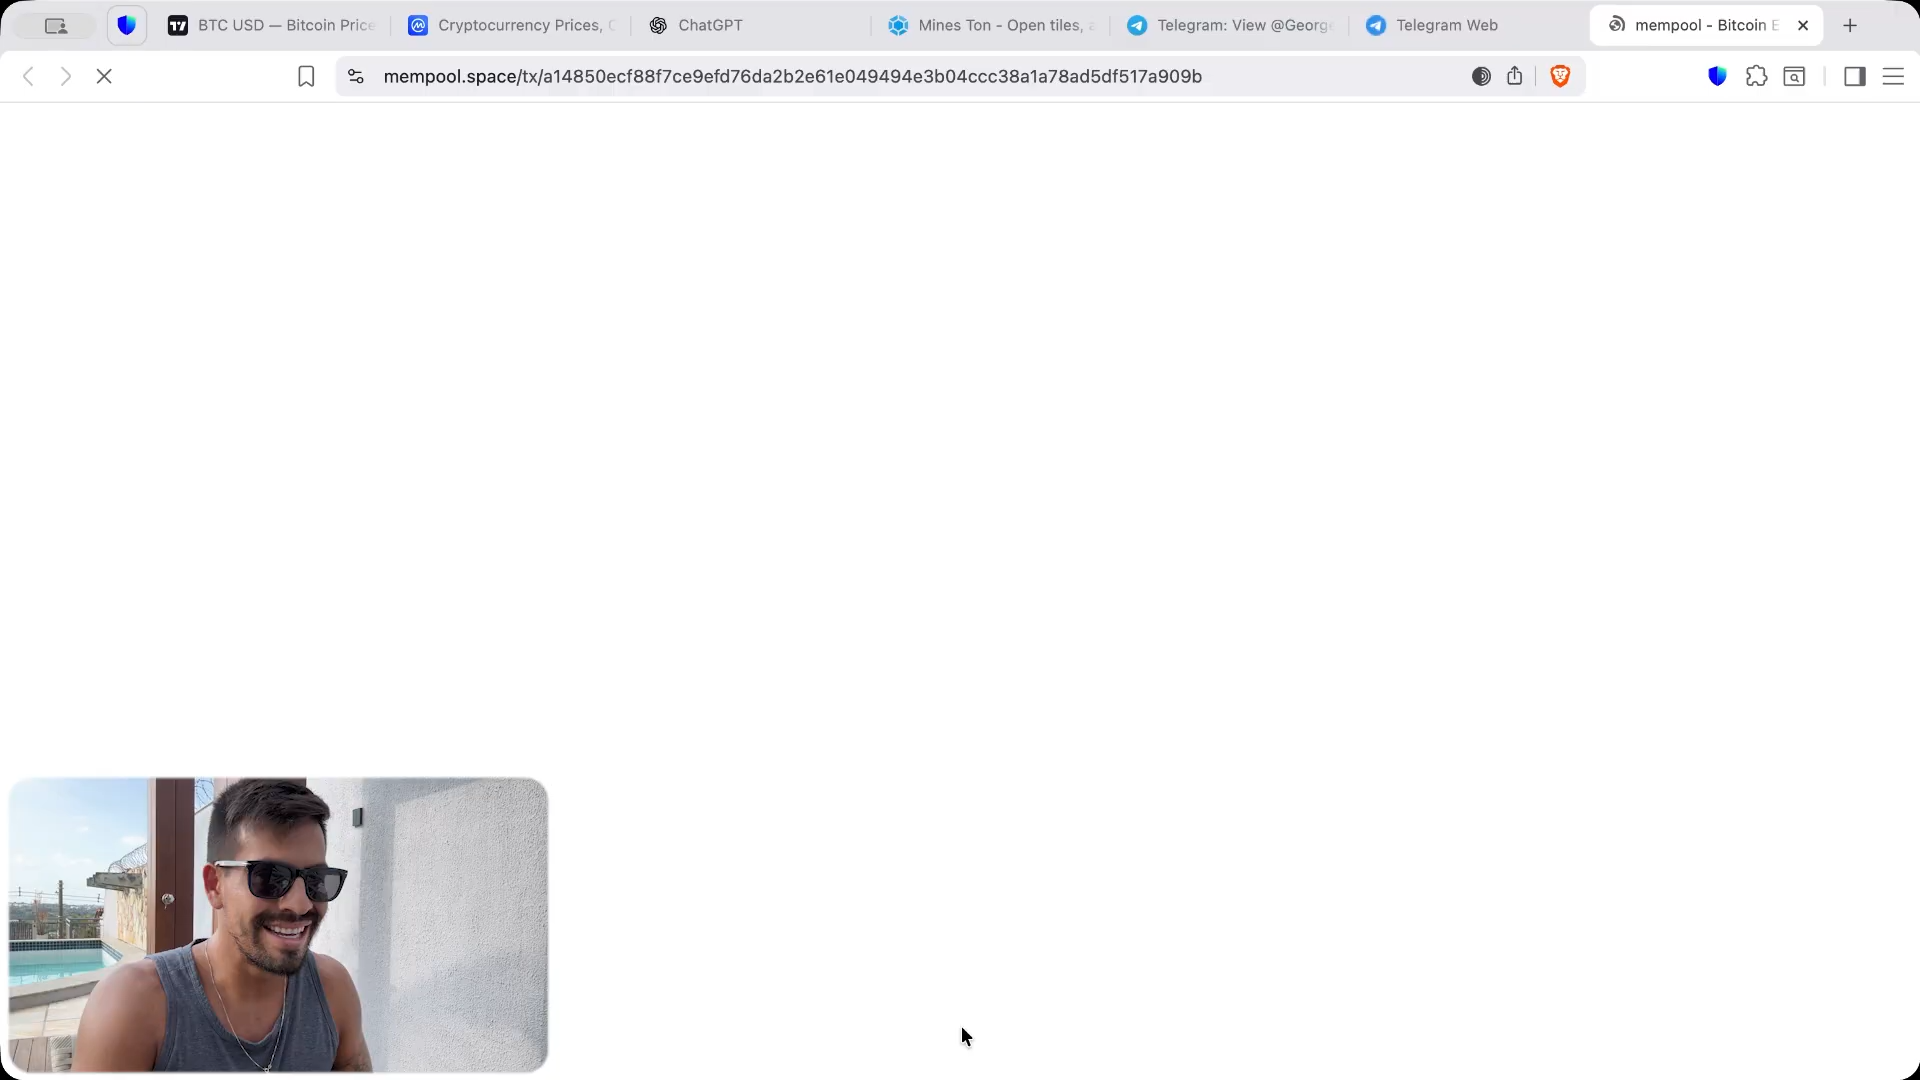 BTC USD — Bitcoin Price
Cryptocurrency Prices,
ChatGPT
Mines Ton - Open tiles,
Telegram: View @George
Telegram Web
mempool - Bitcoin E
mempool.space/tx/a14850ecf88f7ce9efd76da2b2e61e049494e3b04ccc38a1a78ad5df517a909b